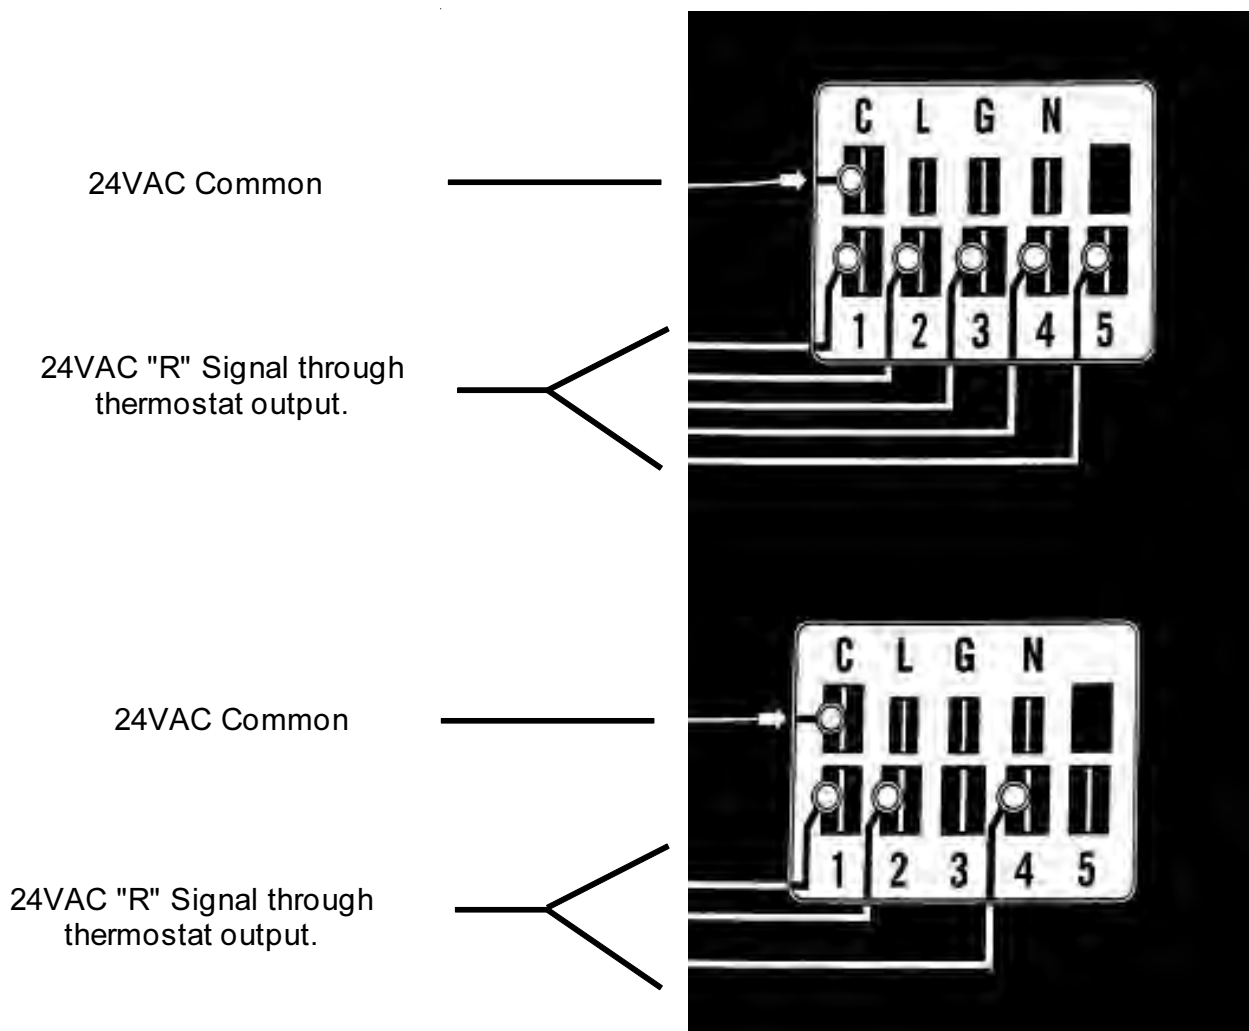 24VAC Common
C L G N
24VAC "R" Signal through
thermostat output.
1 2 3 4 5
24VAC Common
C L G N
24VAC "R" Signal through
thermostat output.
1 2 3 4 5